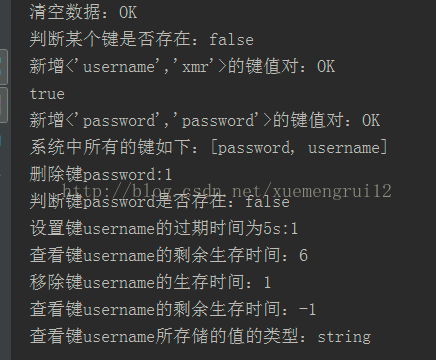 清空数据：OK
判断某个键是否存在：false
新增<'username','xmr'>的键值对：OK
true
新增<'password','password'>的键值对：OK
系统中所有的键如下：[password, username]
删除键password:1
http://blog.csdn.net/xuemengrui12
判断键password是否存在：false
设置键username的过期时间为5s:1
查看键username的剩余生存时间：6
移除键username的生存时间：1
查看键username的剩余生存时间：-1
查看键username所存储的值的类型：string